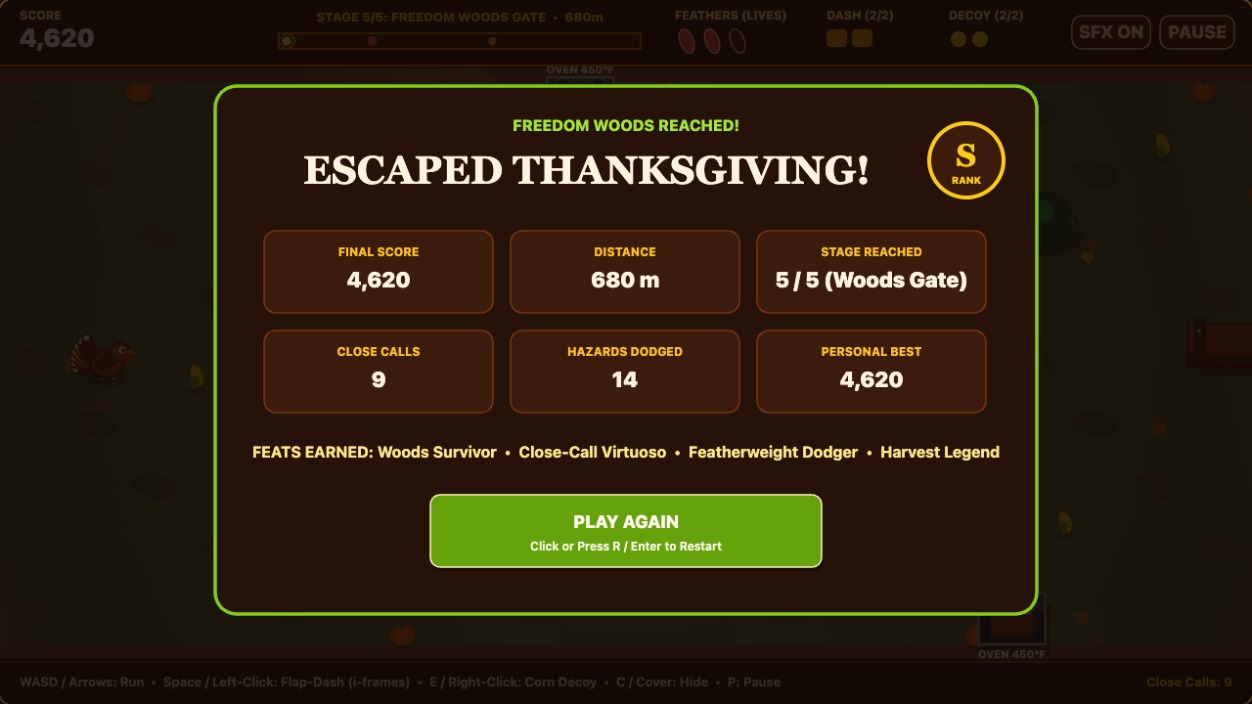 SCORE
4,620
STAGE 5/5: FREEDOM WOODS GATE • 680m
FEATHERS (LIVES)
DASH (2/2)
DECOY (2/2)
SFX ON
PAUSE
OVEN 450°F
FREEDOM WOODS REACHED!
ESCAPED THANKSGIVING!
S
RANK
FINAL SCORE
4,620
DISTANCE
680 m
STAGE REACHED
5 / 5 (Woods Gate)
CLOSE CALLS
9
HAZARDS DODGED
14
PERSONAL BEST
4,620
FEATS EARNED: Woods Survivor • Close-Call Virtuoso • Featherweight Dodger • Harvest Legend
PLAY AGAIN
Click or Press R / Enter to Restart
OVEN 450°F
WASD / Arrows: Run • Space / Left-Click: Flap-Dash (i-frames) • E / Right-Click: Corn Decoy • C / Cover: Hide • P: Pause
Close Calls: 9